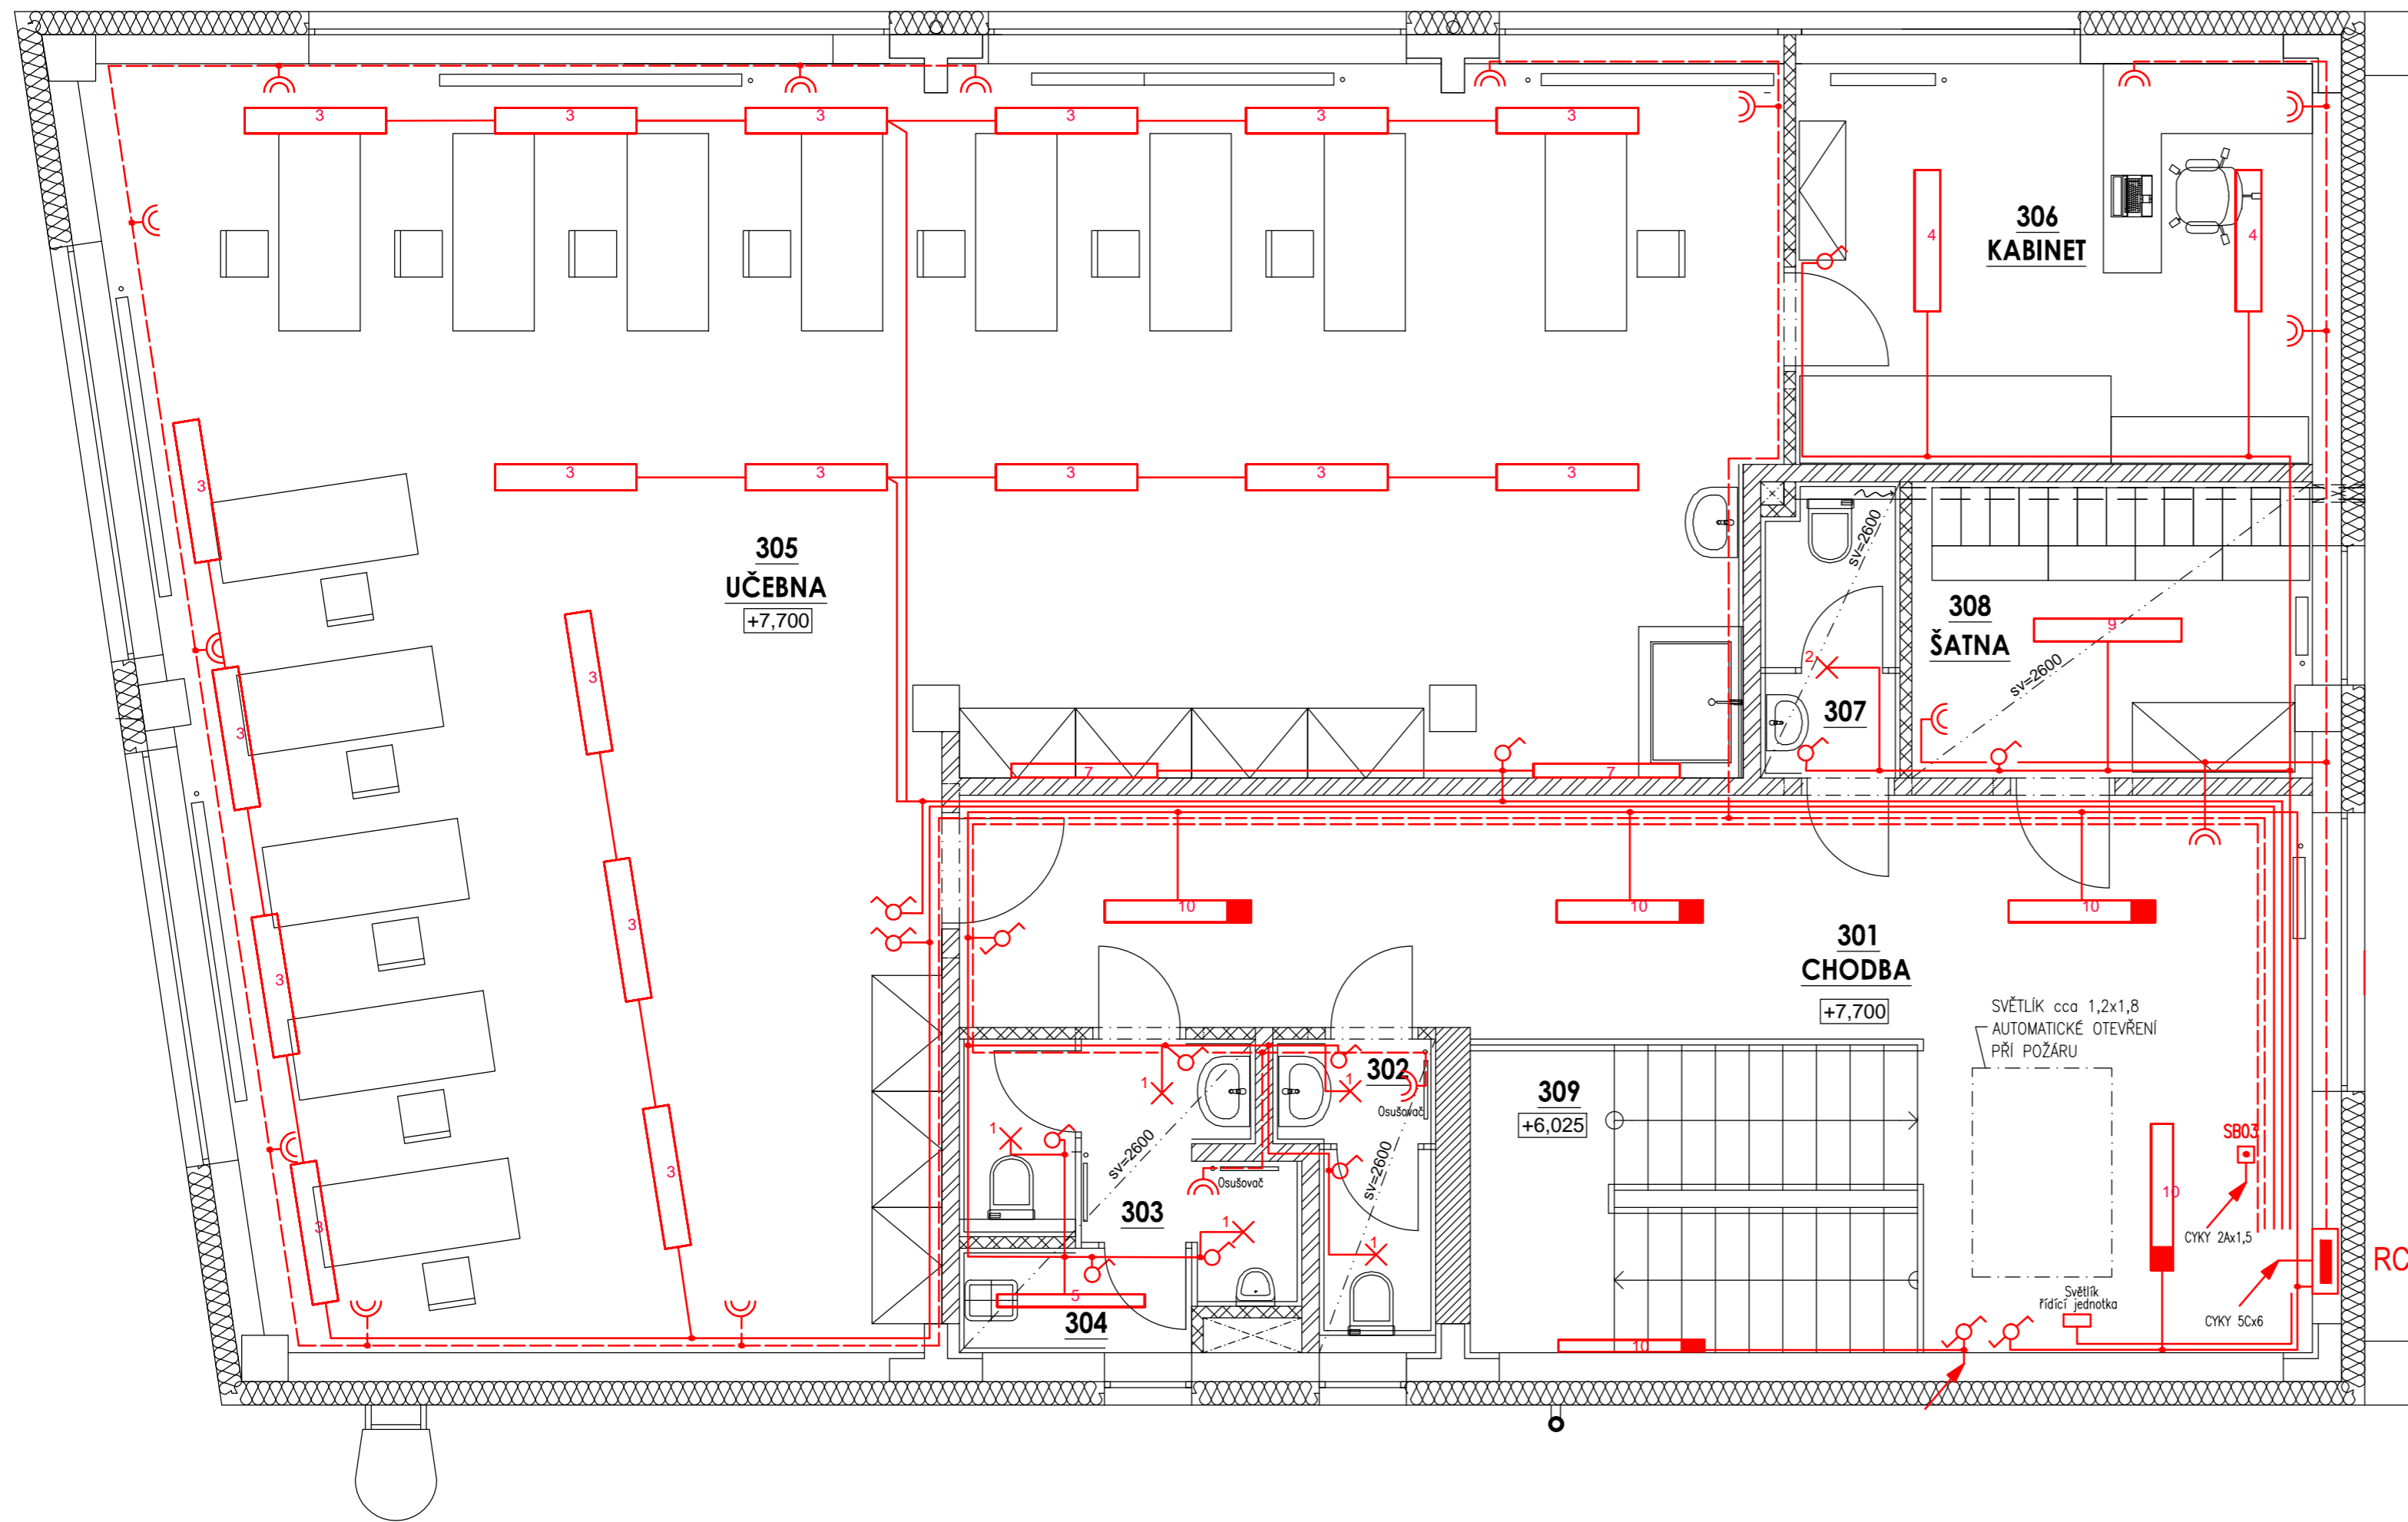 3 3 3 3 3 3
306
KABINET
4 4
3 3 3 3 3
3
305
UČEBNA
+7,700
sv=2600
308
ŠATNA
9
sv=2600
2
307
3
3
7 7
10 10 10
3
3
301
CHODBA
+7,700
SVĚTLÍK cca 1,2x1,8
AUTOMATICKÉ OTEVŘENÍ
PŘI POŽÁRU
302
1 1
Osušovač
309
+6,025
SB03
1
sv=2600
sv=2600
Osušovač
303
3
3
1
1
10
CYKY 2Ax1,5
RC
Světlík
řídící jednotka
CYKY 5Cx6
5
304
10